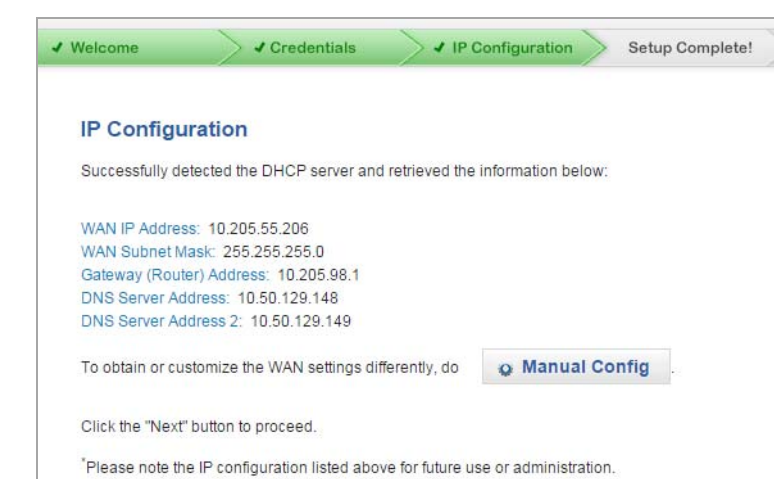 ✓ Welcome ✓ Credentials ✓ IP Configuration Setup Complete!
IP Configuration
Successfully detected the DHCP server and retrieved the information below:
WAN IP Address: 10.205.55.206
WAN Subnet Mask: 255.255.255.0
Gateway (Router) Address: 10.205.98.1
DNS Server Address: 10.50.129.148
DNS Server Address 2: 10.50.129.149
To obtain or customize the WAN settings differently, do Manual Config .
Click the "Next" button to proceed.
*Please note the IP configuration listed above for future use or administration.